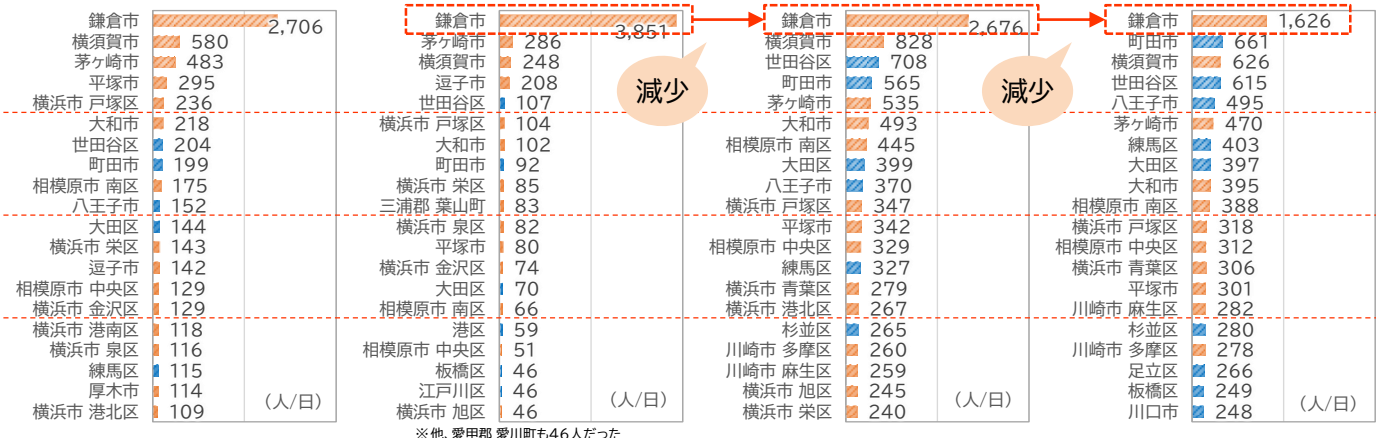 鎌倉市 2,706
横須賀市 580
茅ヶ崎市 483
平塚市 295
横浜市 戸塚区 236
大和市 218
世田谷区 204
町田市 199
相模原市 南区 175
八王子市 152
大田区 144
横浜市 栄区 143
逗子市 142
相模原市 中央区 129
横浜市 金沢区 129
横浜市 港南区 118
横浜市 泉区 116
練馬区 115
厚木市 114
横浜市 港北区 109
（人/日）
鎌倉市 3,851
茅ヶ崎市 286
横須賀市 248
逗子市 208
世田谷区 107
横浜市 戸塚区 104
大和市 102
町田市 92
横浜市 栄区 85
三浦郡 葉山町 83
横浜市 泉区 82
平塚市 80
横浜市 金沢区 74
大田区 70
相模原市 南区 66
港区 59
相模原市 中央区 51
板橋区 46
江戸川区 46
横浜市 旭区 46
（人/日）
※他、愛甲郡 愛川町も46人だった
減少
鎌倉市 2,676
横須賀市 828
世田谷区 708
町田市 565
茅ヶ崎市 535
大和市 493
相模原市 南区 445
大田区 399
八王子市 370
横浜市 戸塚区 347
平塚市 342
相模原市 中央区 329
練馬区 327
横浜市 青葉区 279
横浜市 港北区 267
杉並区 265
川崎市 多摩区 260
川崎市 麻生区 259
横浜市 旭区 245
横浜市 栄区 240
（人/日）
減少
鎌倉市 1,626
町田市 661
横須賀市 626
世田谷区 615
八王子市 495
茅ヶ崎市 470
練馬区 403
大田区 397
大和市 395
相模原市 南区 388
横浜市 戸塚区 318
相模原市 中央区 312
横浜市 青葉区 306
平塚市 301
川崎市 麻生区 282
杉並区 280
川崎市 多摩区 278
足立区 266
板橋区 249
川口市 248
（人/日）